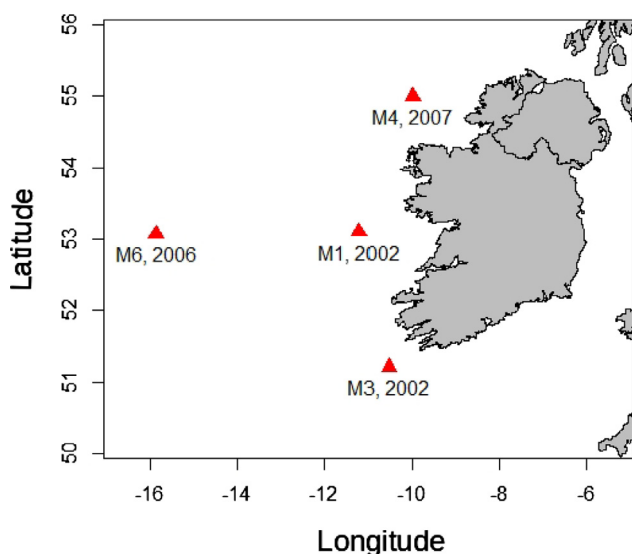 56
55
M4, 2007
54
53
M6, 2006
M1, 2002
52
51
M3, 2002
50
Latitude
-16 -14 -12 -10 -8 -6
Longitude